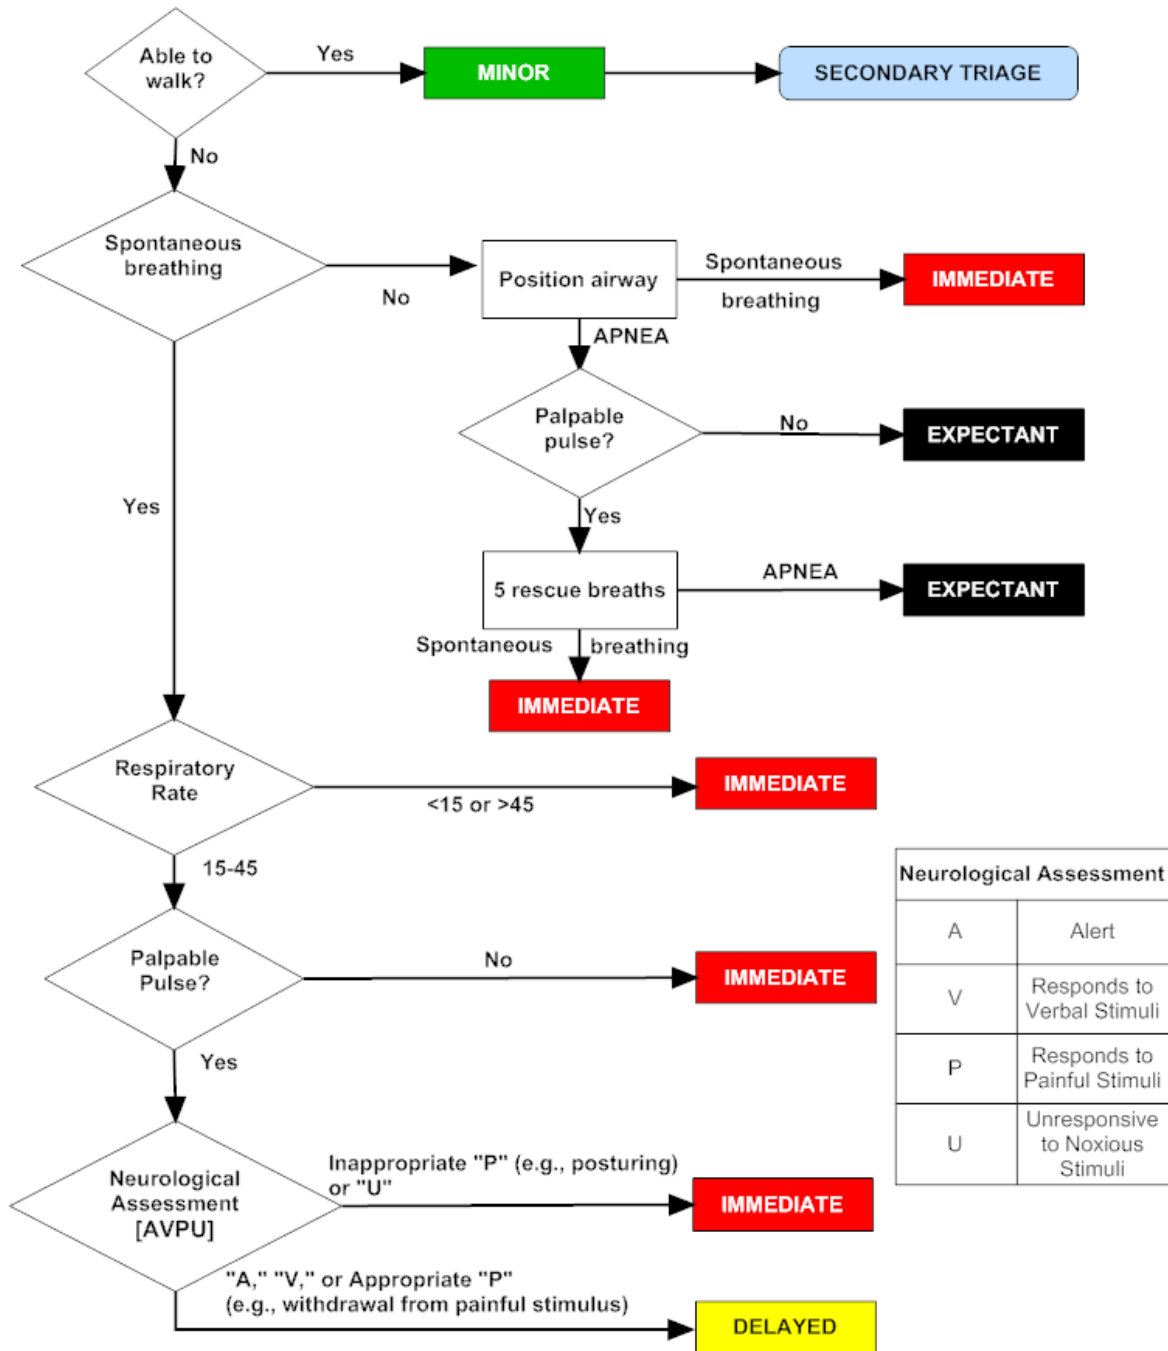 Able to
walk?
Yes
MINOR
SECONDARY TRIAGE
No
Spontaneous
breathing
No
Position airway
Spontaneous
breathing
IMMEDIATE
APNEA
Palpable
pulse?
No
EXPECTANT
Yes
Yes
5 rescue breaths
APNEA
EXPECTANT
Spontaneous breathing
IMMEDIATE
Respiratory
Rate
<15 or >45
IMMEDIATE
15-45
Palpable
Pulse?
No
IMMEDIATE
Yes
Neurological
Assessment
[AVPU]
Inappropriate "P" (e.g., posturing)
or "U"
IMMEDIATE
"A," "V," or Appropriate "P"
(e.g., withdrawal from painful stimulus)
DELAYED
Neurological Assessment
A
Alert
V
Responds to
Verbal Stimuli
P
Responds to
Painful Stimuli
U
Unresponsive
to Noxious
Stimuli